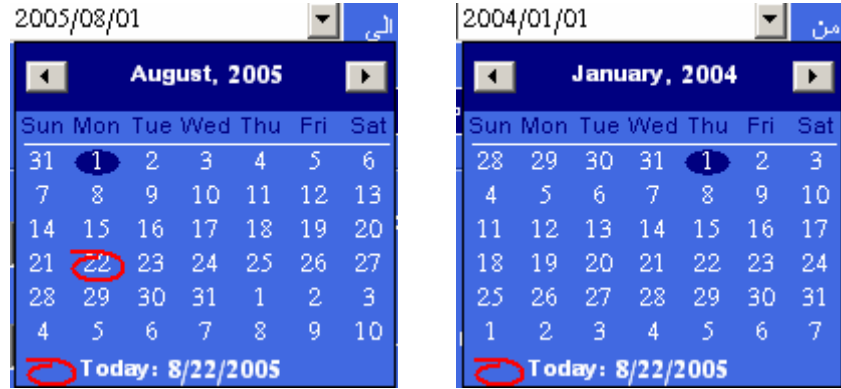 2005/08/01 الى
August, 2005
Sun Mon Tue Wed Thu Fri Sat
31 1 2 3 4 5 6
7 8 9 10 11 12 13
14 15 16 17 18 19 20
21 22 23 24 25 26 27
28 29 30 31 1 2 3
4 5 6 7 8 9 10
Today: 8/22/2005
2004/01/01 من
January, 2004
Sun Mon Tue Wed Thu Fri Sat
28 29 30 31 1 2 3
4 5 6 7 8 9 10
11 12 13 14 15 16 17
18 19 20 21 22 23 24
25 26 27 28 29 30 31
1 2 3 4 5 6 7
Today: 8/22/2005